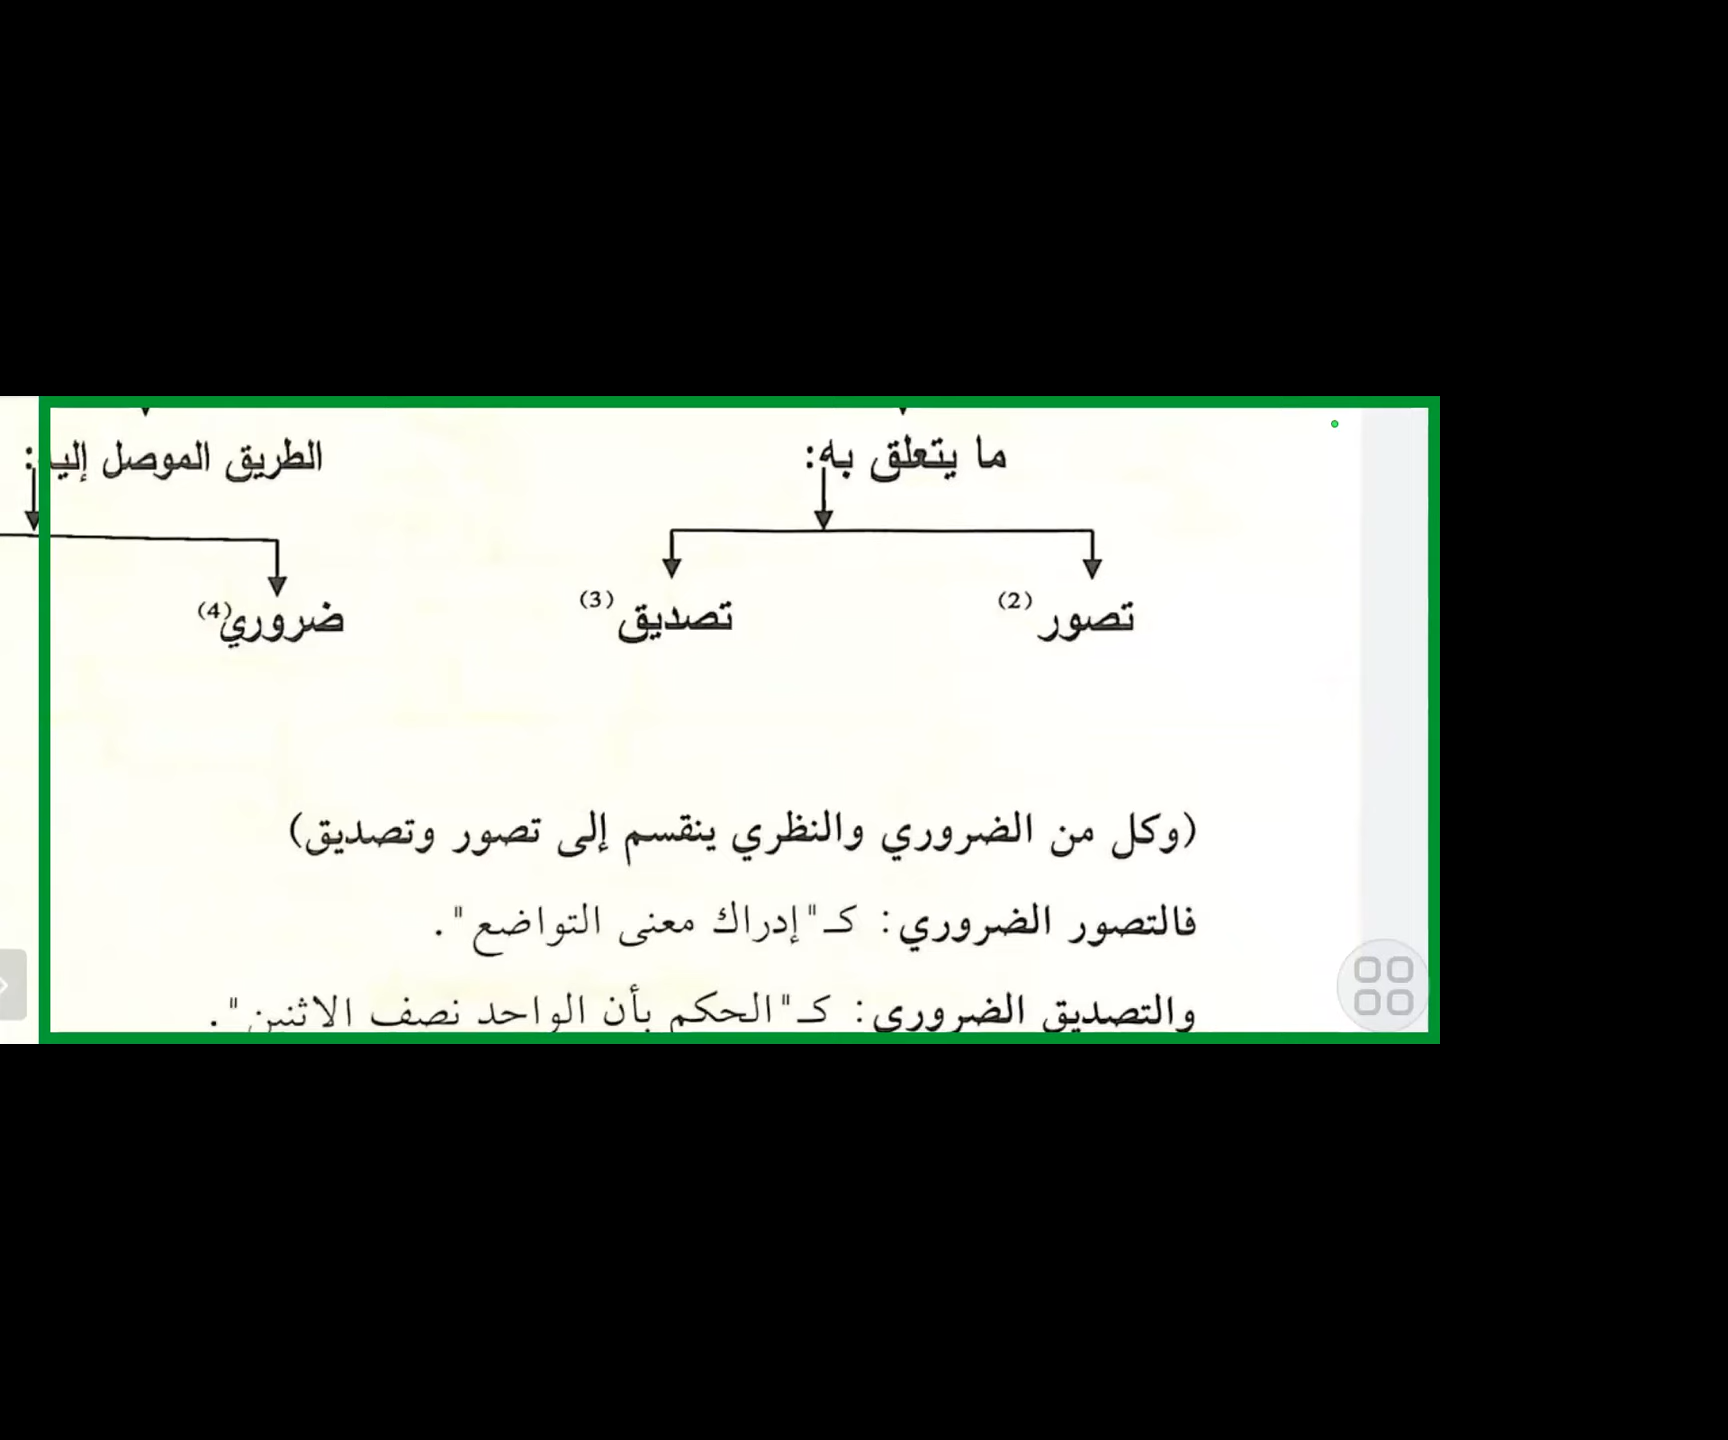 ما يتعلق به: الطريق الموصل إليه:
تصور (2) تصديق (3) ضروري(4)
(وكل من الضروري والنظري ينقسم إلى تصور وتصديق)
فالتصور الضروري: كـ"إدراك معنى التواضع".
والتصديق الضروري: كـ"الحكم بأن الواحد نصف الاثنين".